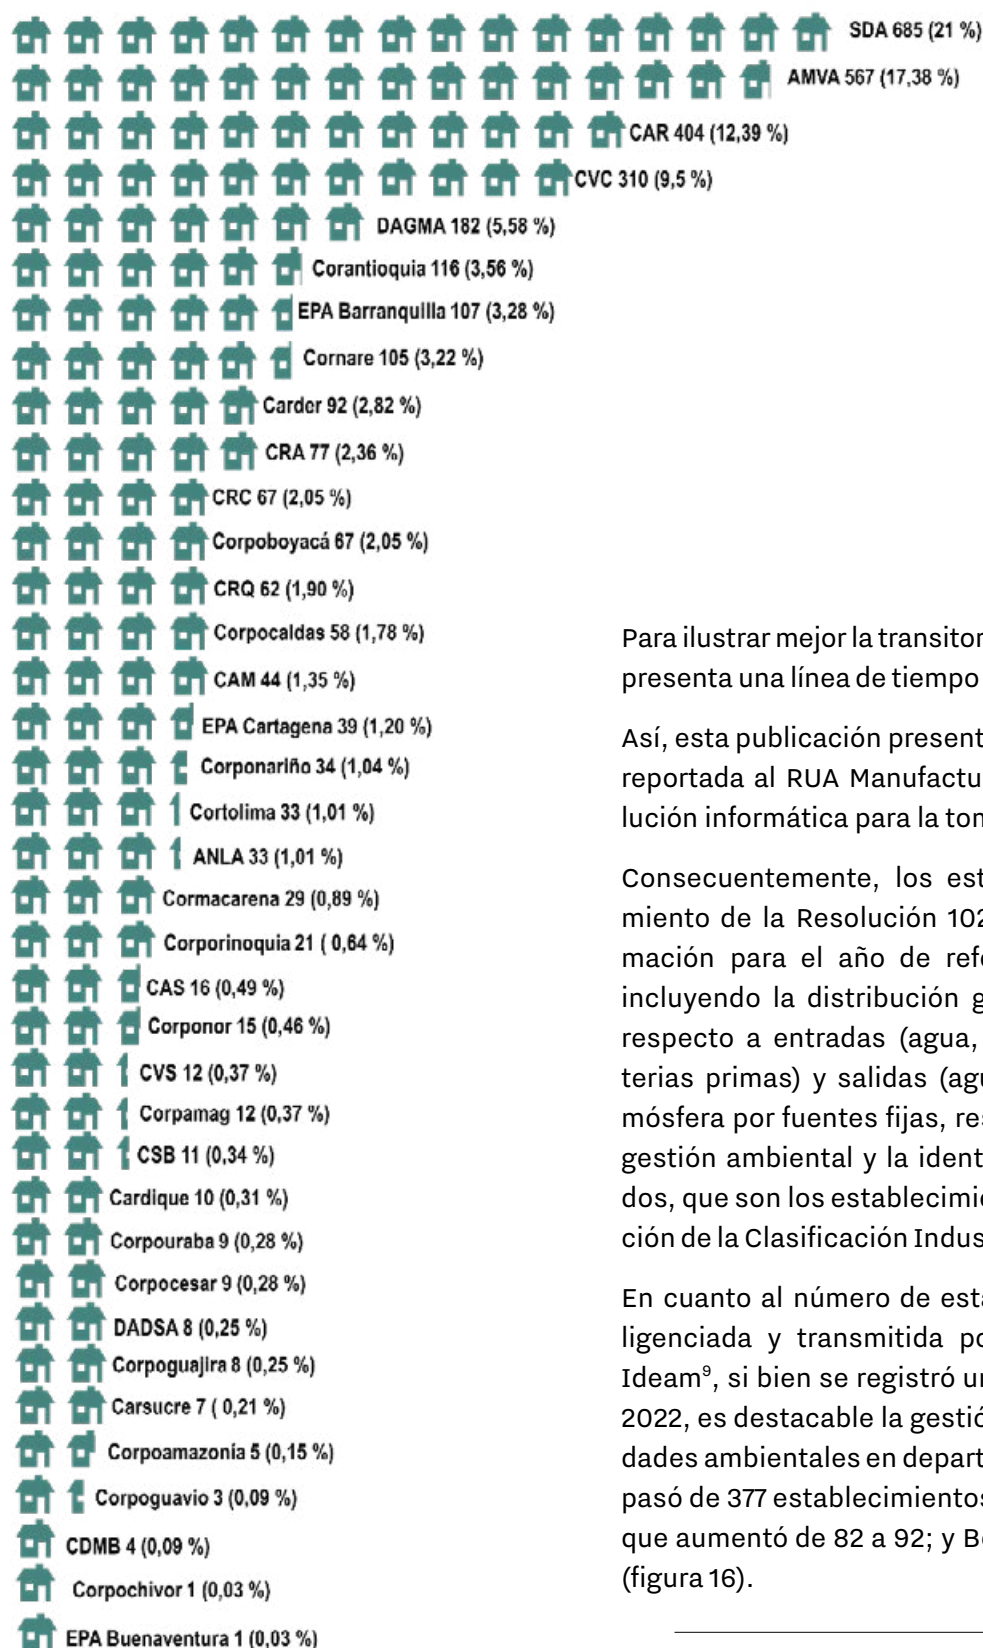 SDA 685 (21 %)
AMVA 567 (17,38 %)
CAR 404 (12,39 %)
CVC 310 (9,5 %)
DAGMA 182 (5,58 %)
Corantioquia 116 (3,56 %)
EPA Barranquilla 107 (3,28 %)
Cornare 105 (3,22 %)
Carder 92 (2,82 %)
CRA 77 (2,36 %)
CRC 67 (2,05 %)
Corpoboyacá 67 (2,05 %)
CRQ 62 (1,90 %)
Corpocaldas 58 (1,78 %)
CAM 44 (1,35 %)
EPA Cartagena 39 (1,20 %)
Corponariño 34 (1,04 %)
Cortolima 33 (1,01 %)
ANLA 33 (1,01 %)
Cormacarena 29 (0,89 %)
Corporinoquia 21 ( 0,64 %)
CAS 16 (0,49 %)
Corponor 15 (0,46 %)
CVS 12 (0,37 %)
Corpamag 12 (0,37 %)
CSB 11 (0,34 %)
Cardique 10 (0,31 %)
Corpouraba 9 (0,28 %)
Corpocesar 9 (0,28 %)
DADSA 8 (0,25 %)
Corpoguajira 8 (0,25 %)
Carsucre 7 ( 0,21 %)
Corpoamazonía 5 (0,15 %)
Corpoguavio 3 (0,09 %)
CDMB 4 (0,09 %)
Corpochivor 1 (0,03 %)
EPA Buenaventura 1 (0,03 %)
Para ilustrar mejor la transitor
presenta una línea de tiempo
Así, esta publicación present
reportada al RUA Manufactu
lución informática para la ton
Consecuentemente, los est
miento de la Resolución 102
mación para el año de refe
incluyendo la distribución g
respecto a entradas (agua,
terias primas) y salidas (agu
mósfera por fuentes fijas, res
gestión ambiental y la ident
dos, que son los establecimie
ción de la Clasificación Indus
En cuanto al número de esta
ligenciada y transmitida po
Ideam⁹, si bien se registró un
2022, es destacable la gestió
dades ambientales en depart
pasó de 377 establecimientos
que aumentó de 82 a 92; y Bo
(figura 16).